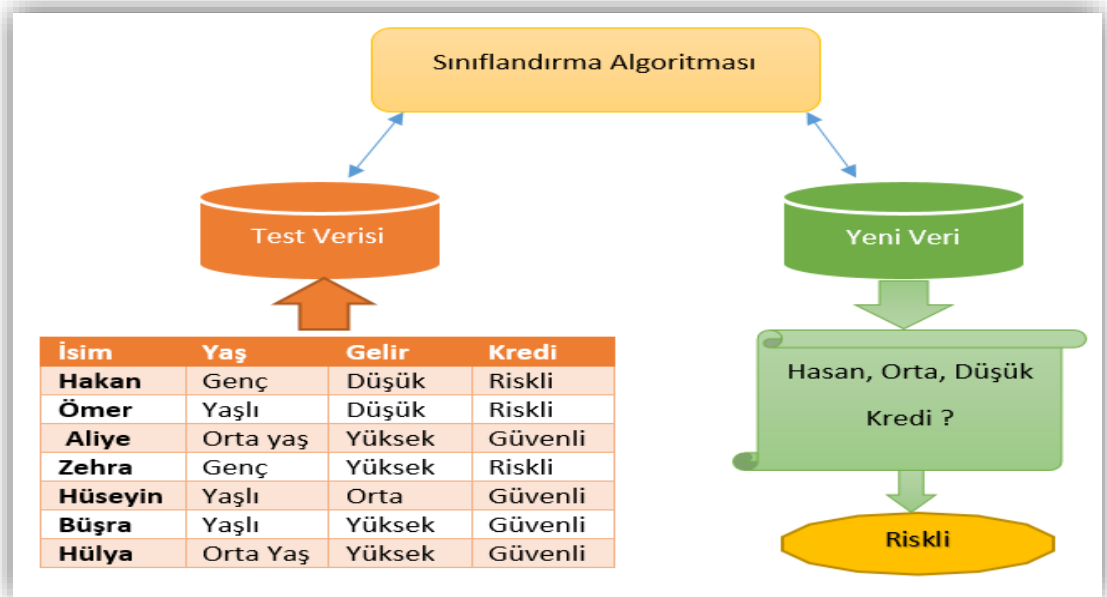 Sınıflandırma Algoritması
Test Verisi
Yeni Veri
İsim Yaş Gelir Kredi
Hakan Genç Düşük Riskli
Ömer Yaşlı Düşük Riskli
Aliye Orta yaş Yüksek Güvenli
Zehra Genç Yüksek Riskli
Hüseyin Yaşlı Orta Güvenli
Büşra Yaşlı Yüksek Güvenli
Hülya Orta Yaş Yüksek Güvenli
Hasan, Orta, Düşük
Kredi ?
Riskli